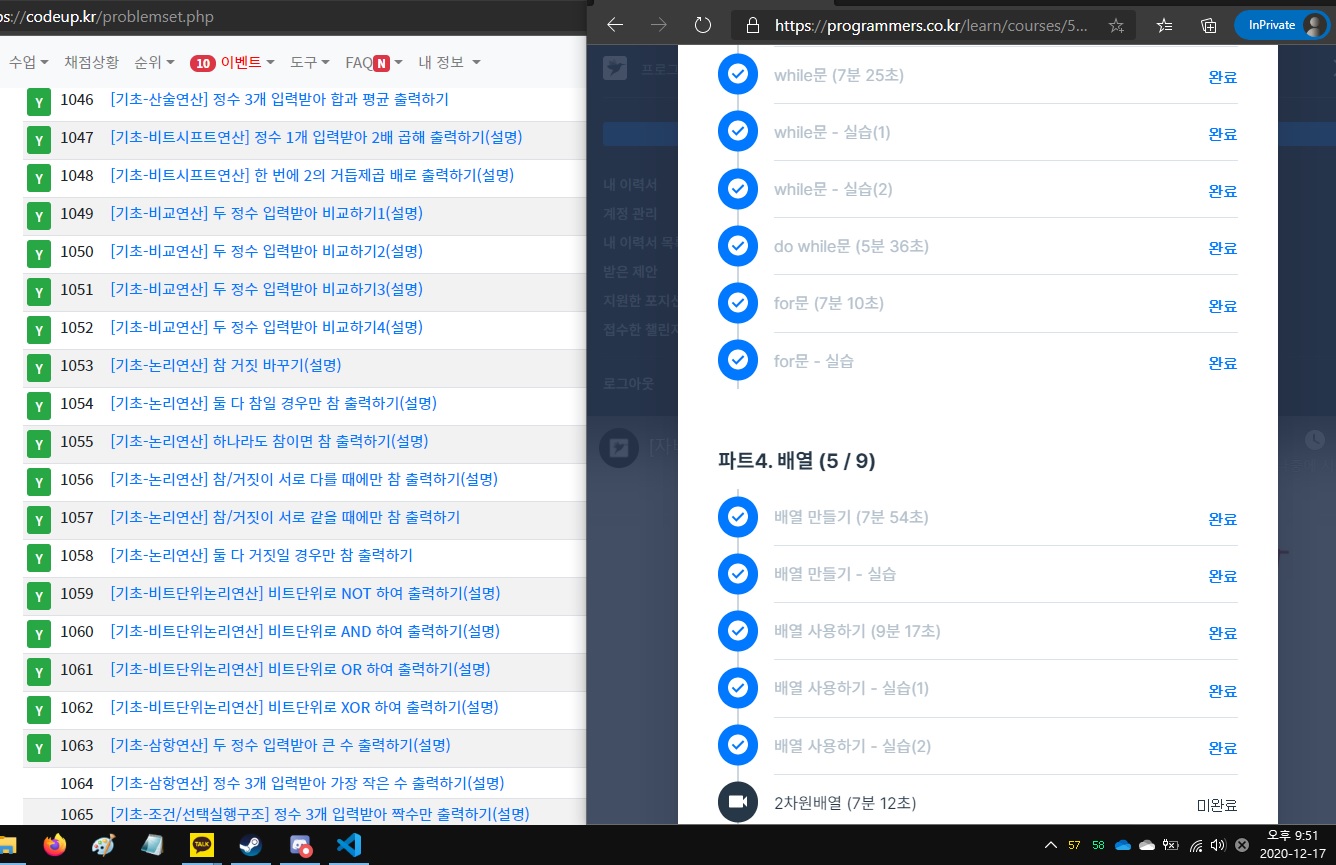 ps://codeup.kr/problemset.php
수업 채점상황 순위 10 이벤트 도구 FAQ N 내 정보
Y 1046 [기초-산술연산] 정수 3개 입력받아 합과 평균 출력하기
Y 1047 [기초-비트시프트연산] 정수 1개 입력받아 2배 곱해 출력하기(설명)
Y 1048 [기초-비트시프트연산] 한 번에 2의 거듭제곱 배로 출력하기(설명)
Y 1049 [기초-비교연산] 두 정수 입력받아 비교하기1(설명)
Y 1050 [기초-비교연산] 두 정수 입력받아 비교하기2(설명)
Y 1051 [기초-비교연산] 두 정수 입력받아 비교하기3(설명)
Y 1052 [기초-비교연산] 두 정수 입력받아 비교하기4(설명)
Y 1053 [기초-논리연산] 참 거짓 바꾸기(설명)
Y 1054 [기초-논리연산] 둘 다 참일 경우만 참 출력하기(설명)
Y 1055 [기초-논리연산] 하나라도 참이면 참 출력하기(설명)
Y 1056 [기초-논리연산] 참/거짓이 서로 다를 때에만 참 출력하기(설명)
Y 1057 [기초-논리연산] 참/거짓이 서로 같을 때에만 참 출력하기
Y 1058 [기초-논리연산] 둘 다 거짓일 경우만 참 출력하기
Y 1059 [기초-비트단위논리연산] 비트단위로 NOT 하여 출력하기(설명)
Y 1060 [기초-비트단위논리연산] 비트단위로 AND 하여 출력하기(설명)
Y 1061 [기초-비트단위논리연산] 비트단위로 OR 하여 출력하기(설명)
Y 1062 [기초-비트단위논리연산] 비트단위로 XOR 하여 출력하기(설명)
Y 1063 [기초-삼항연산] 두 정수 입력받아 큰 수 출력하기(설명)
1064 [기초-삼항연산] 정수 3개 입력받아 가장 작은 수 출력하기(설명)
1065 [기초-조건/선택실행구조] 정수 3개 입력받아 짝수만 출력하기(설명)
https://programmers.co.kr/learn/courses/5... InPrivate
프로그
내 이력서
계정 관리
내 이력서 목
받은 제안
지원한 포지션
접수한 챌린지
로그아웃
while문 (7분 25초) 완료
while문 - 실습(1) 완료
while문 - 실습(2) 완료
do while문 (5분 36초) 완료
for문 (7분 10초) 완료
for문 - 실습 완료
파트4. 배열 (5 / 9)
배열 만들기 (7분 54초) 완료
배열 만들기 - 실습 완료
배열 사용하기 (9분 17초) 완료
배열 사용하기 - 실습(1) 완료
배열 사용하기 - 실습(2) 완료
2차원배열 (7분 12초) 미완료
TALK
57 58
오후 9:51
2020-12-17